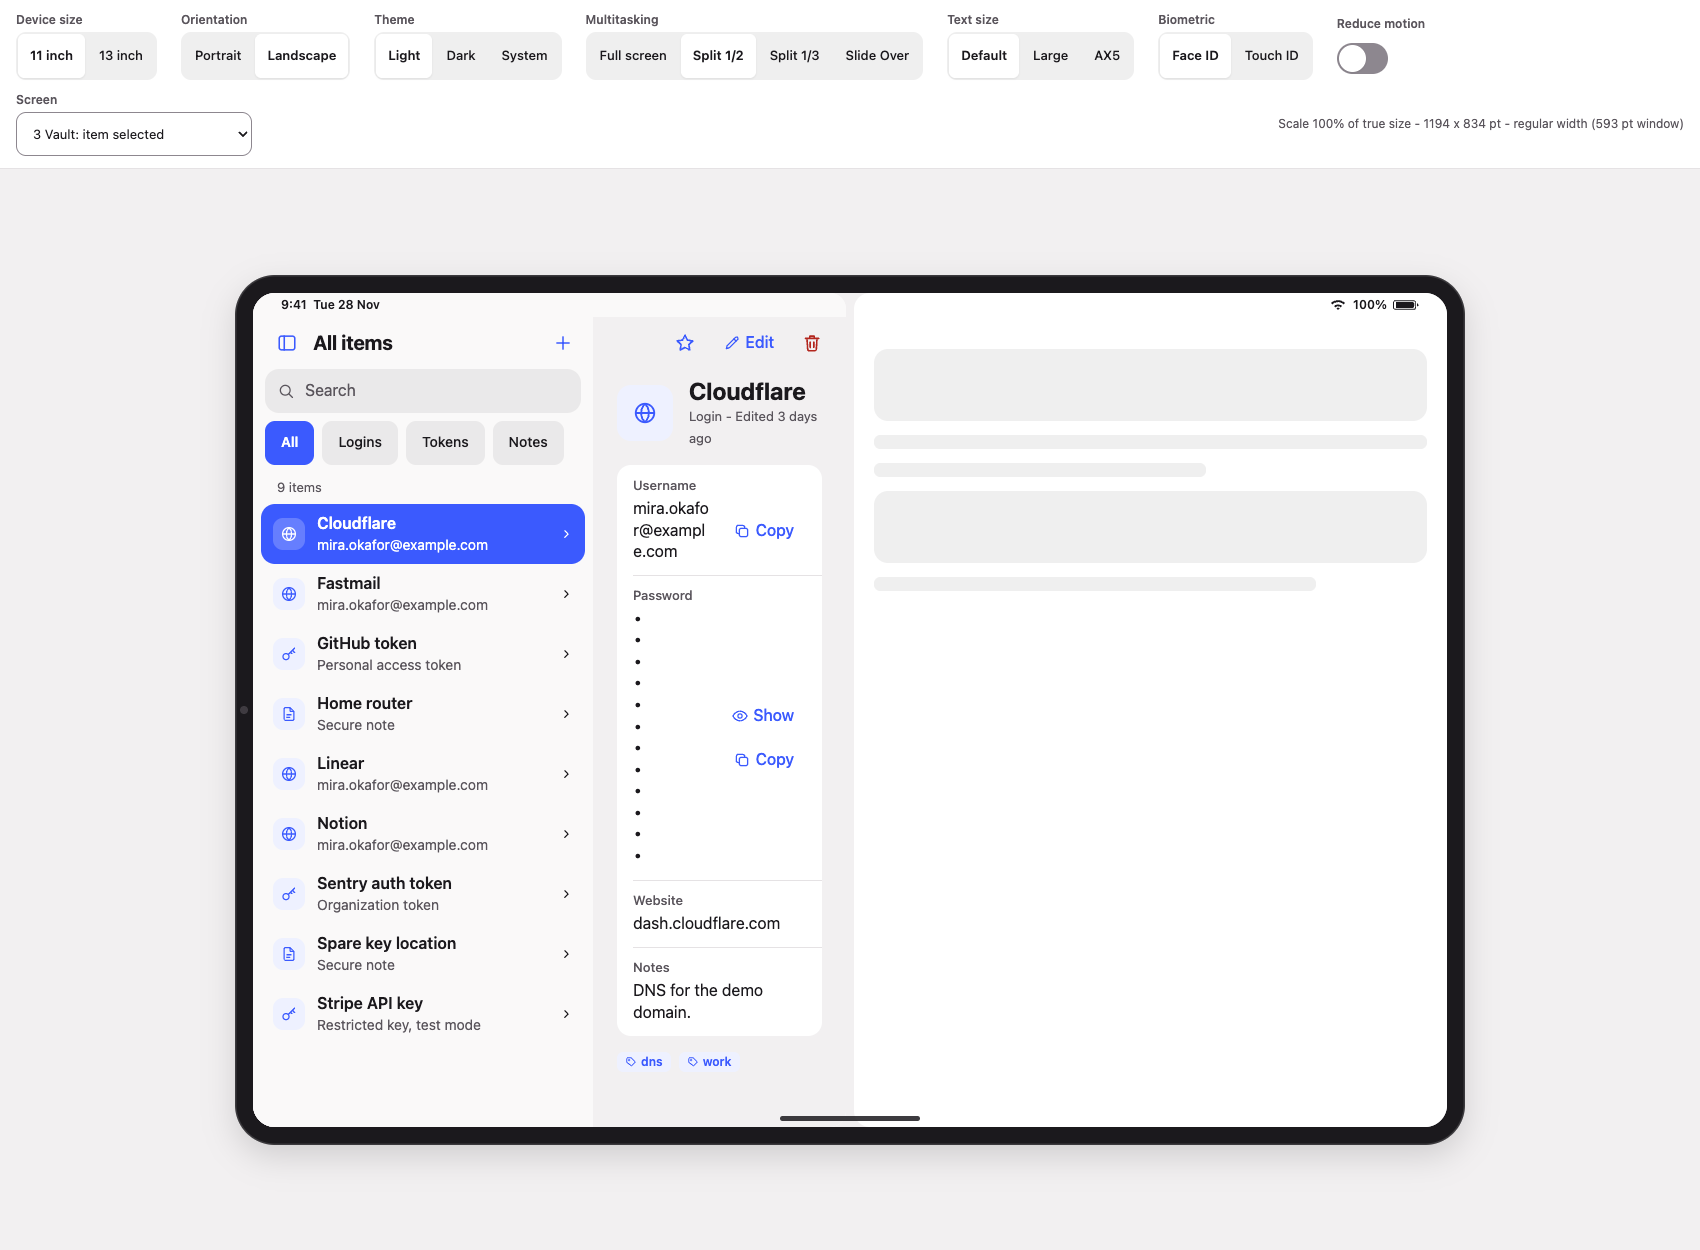 Device size
11 inch 13 inch
Orientation
Portrait Landscape
Theme
Light Dark System
Multitasking
Full screen Split 1/2 Split 1/3 Slide Over
Text size
Default Large AX5
Biometric
Face ID Touch ID
Reduce motion
Screen
3 Vault: item selected
Scale 100% of true size - 1194 x 834 pt - regular width (593 pt window)
9:41 Tue 28 Nov
100%
All items
Search
All Logins Tokens Notes
9 items
Cloudflare
mira.okafor@example.com
Fastmail
mira.okafor@example.com
GitHub token
Personal access token
Home router
Secure note
Linear
mira.okafor@example.com
Notion
mira.okafor@example.com
Sentry auth token
Organization token
Spare key location
Secure note
Stripe API key
Restricted key, test mode
Edit
Cloudflare
Login - Edited 3 days
ago
Username
mira.okafo
r@exampl
e.com
Copy
Password
•
•
•
•
•
•
•
•
•
•
•
•
Show
Copy
Website
dash.cloudflare.com
Notes
DNS for the demo
domain.
dns work